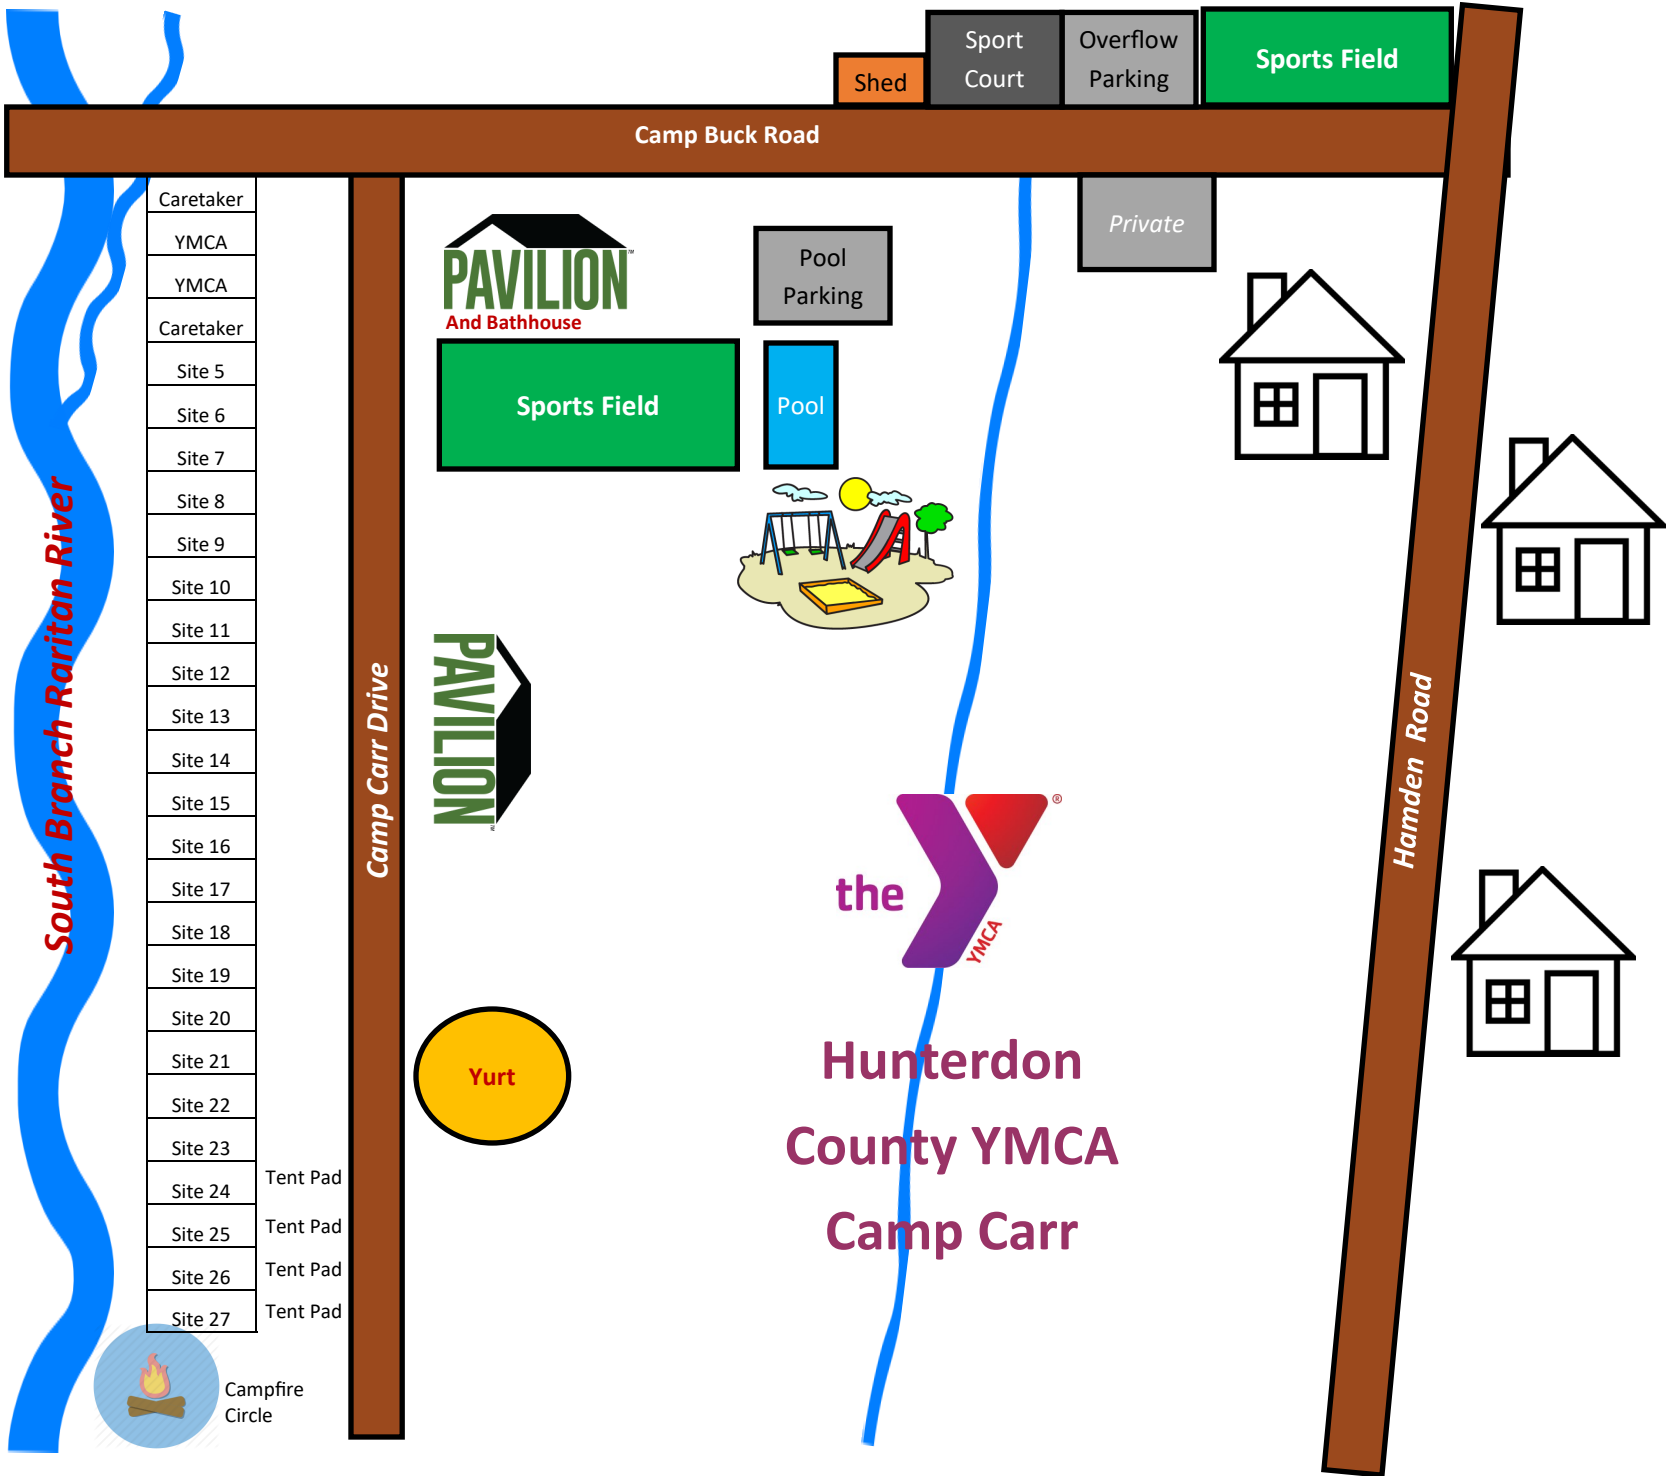 Sport
Court
Overflow
Parking
Sports Field
Shed
Camp Buck Road
Caretaker
YMCA
YMCA
Caretaker
Site 5
Site 6
Site 7
Site 8
Site 9
Site 10
Site 11
Site 12
Site 13
Site 14
Site 15
Site 16
Site 17
Site 18
Site 19
Site 20
Site 21
Site 22
Site 23
Site 24
Site 25
Site 26
Site 27
Tent Pad
Tent Pad
Tent Pad
Tent Pad
Campfire
Circle
South Branch Raritan River
Camp Carr Drive
PAVILION™
And Bathhouse
Pool
Parking
Private
Sports Field
Pool
PAVILION™
Yurt
the
YMCA
®
Hunterdon
County YMCA
Camp Carr
Hamden Road